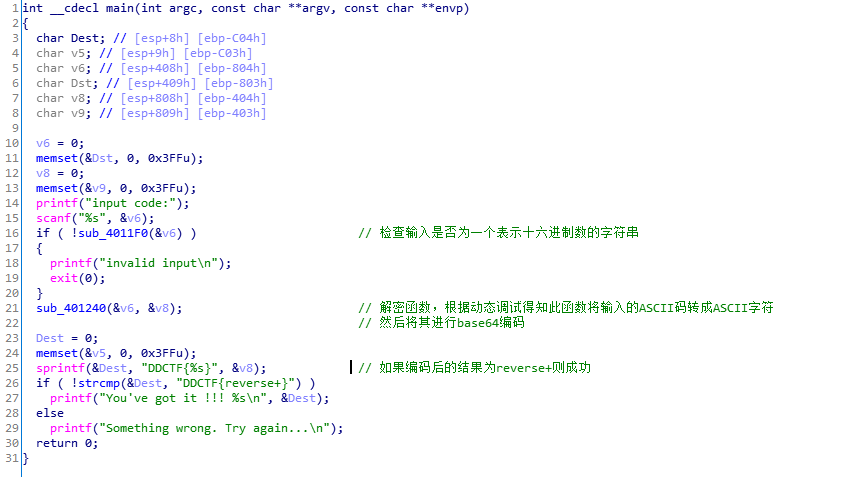 1 int __cdecl main(int argc, const char **argv, const char **envp)
2 {
3   char Dest; // [esp+8h] [ebp-C04h]
4   char v5; // [esp+9h] [ebp-C03h]
5   char v6; // [esp+408h] [ebp-804h]
6   char Dst; // [esp+409h] [ebp-803h]
7   char v8; // [esp+808h] [ebp-404h]
8   char v9; // [esp+809h] [ebp-403h]
9
10   v6 = 0;
11   memset(&Dst, 0, 0x3FFu);
12   v8 = 0;
13   memset(&v9, 0, 0x3FFu);
14   printf("input code:");
15   scanf("%s", &v6);
16   if ( !sub_4011F0(&v6) ) // 检查输入是否为一个表示十六进制数的字符串
17   {
18     printf("invalid input\n");
19     exit(0);
20   }
21   sub_401240(&v6, &v8); // 解密函数，根据动态调试得知此函数将输入的ASCII码转成ASCII字符
22 // 然后将其进行base64编码
23   Dest = 0;
24   memset(&v5, 0, 0x3FFu);
25   sprintf(&Dest, "DDCTF{%s}", &v8); // 如果编码后的结果为reverse+则成功
26   if ( !strcmp(&Dest, "DDCTF{reverse+}") )
27     printf("You've got it !!! %s\n", &Dest);
28   else
29     printf("Something wrong. Try again...\n");
30   return 0;
31 }